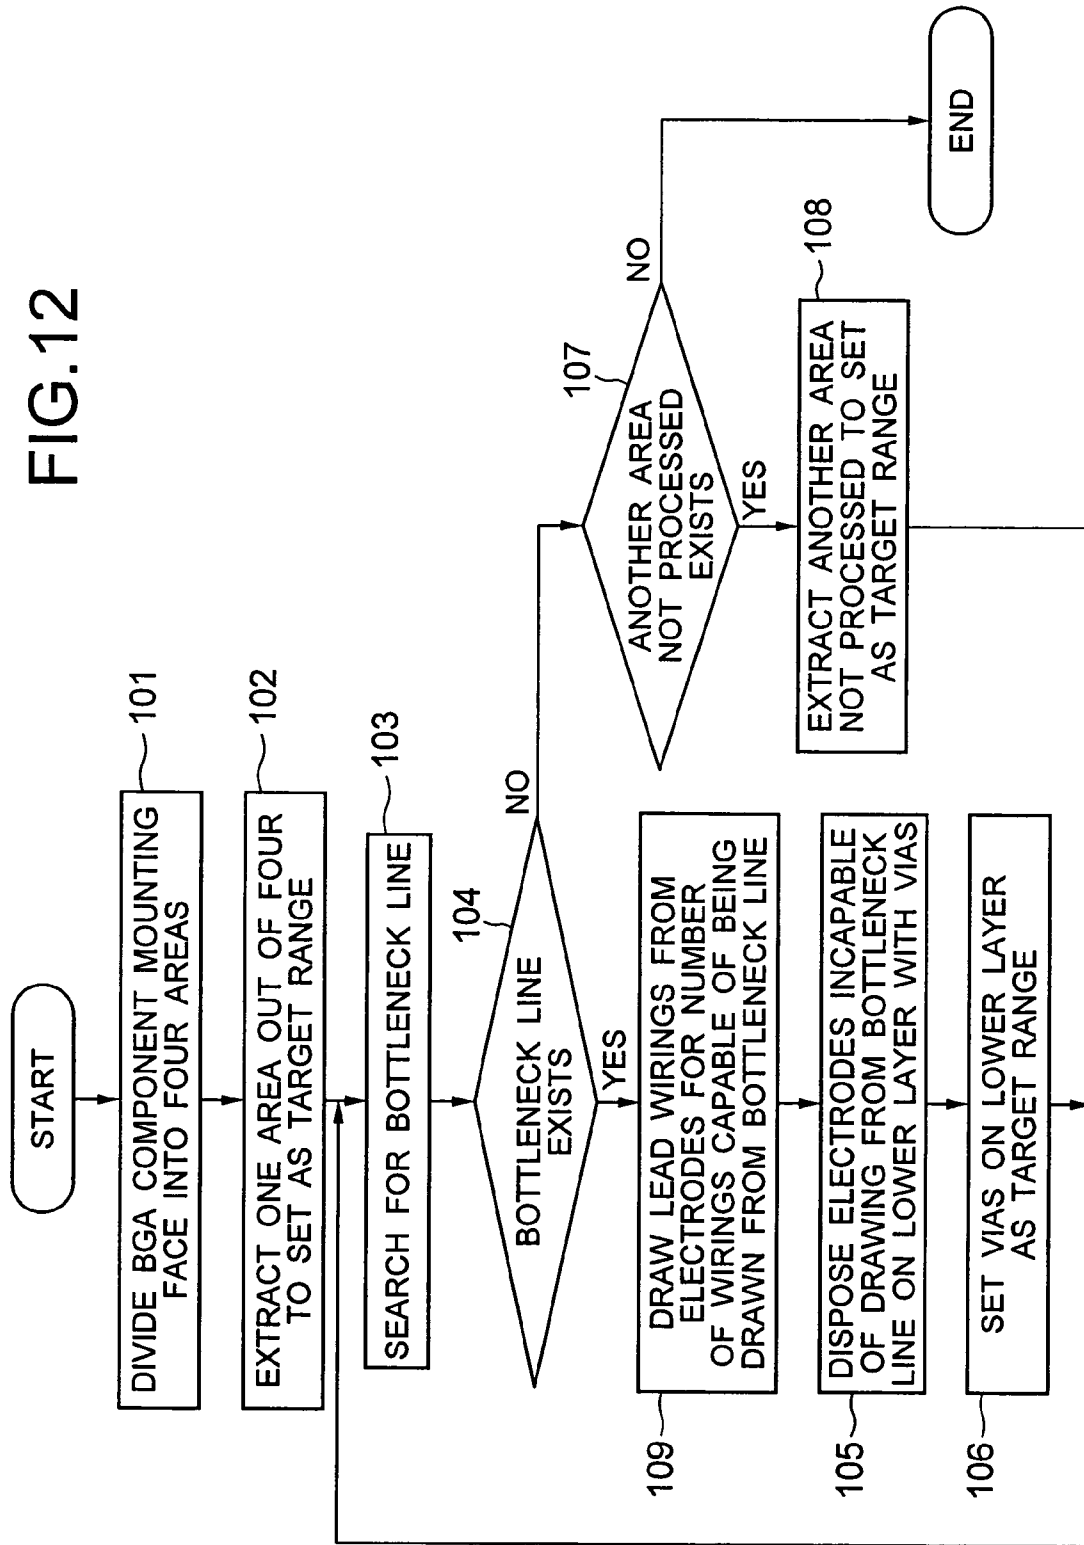 FIG.12
START
DIVIDE BGA COMPONENT MOUNTING
FACE INTO FOUR AREAS
101
EXTRACT ONE AREA OUT OF FOUR
TO SET AS TARGET RANGE
102
SEARCH FOR BOTTLENECK LINE
103
BOTTLENECK LINE
EXISTS
104
NO
YES
DRAW LEAD WIRINGS FROM
ELECTRODES FOR NUMBER
OF WIRINGS CAPABLE OF BEING
DRAWN FROM BOTTLENECK LINE
109
DISPOSE ELECTRODES INCAPABLE
OF DRAWING FROM BOTTLENECK
LINE ON LOWER LAYER WITH VIAS
105
SET VIAS ON LOWER LAYER
AS TARGET RANGE
106
ANOTHER AREA
NOT PROCESSED
EXISTS
107
NO
YES
EXTRACT ANOTHER AREA
NOT PROCESSED TO SET
AS TARGET RANGE
108
END